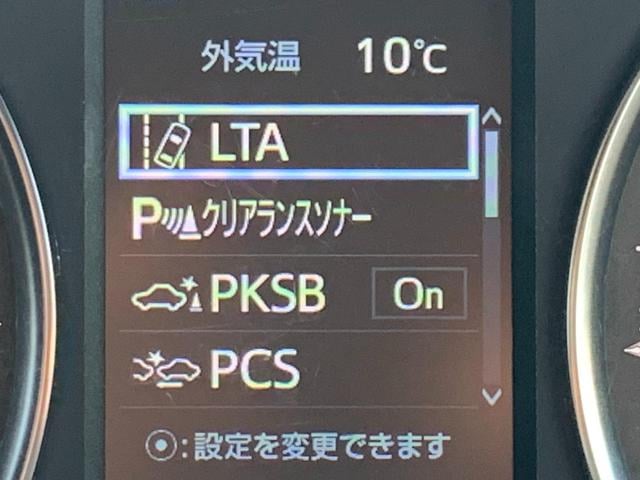 外気温 10℃
LTA
Pクリアランスソナー
PKSB On
PCS
:設定を変更できます